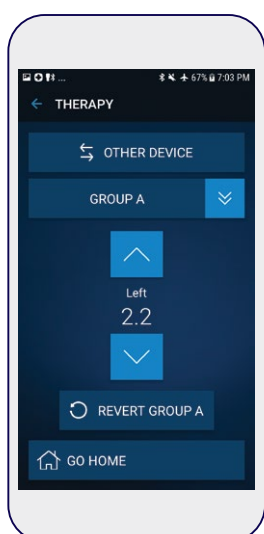 67% 7:03 PM
THERAPY
OTHER DEVICE
GROUP A
Left
2.2
REVERT GROUP A
GO HOME